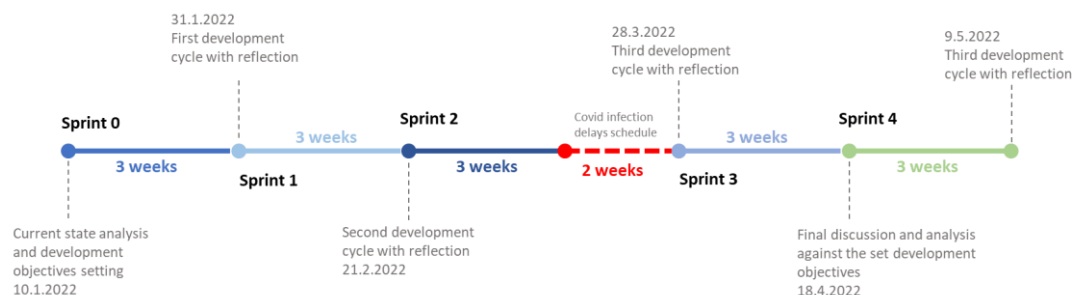 31.1.2022
First development
cycle with reflection
28.3.2022
Third development
cycle with reflection
9.5.2022
Third development
cycle with reflection
Sprint 0
3 weeks
3 weeks
Sprint 1
Sprint 2
3 weeks
Covid infection
delays schedule
2 weeks
3 weeks
Sprint 3
Sprint 4
3 weeks
Current state analysis
and development
objectives setting
10.1.2022
Second development
cycle with reflection
21.2.2022
Final discussion and analysis
against the set development
objectives
18.4.2022